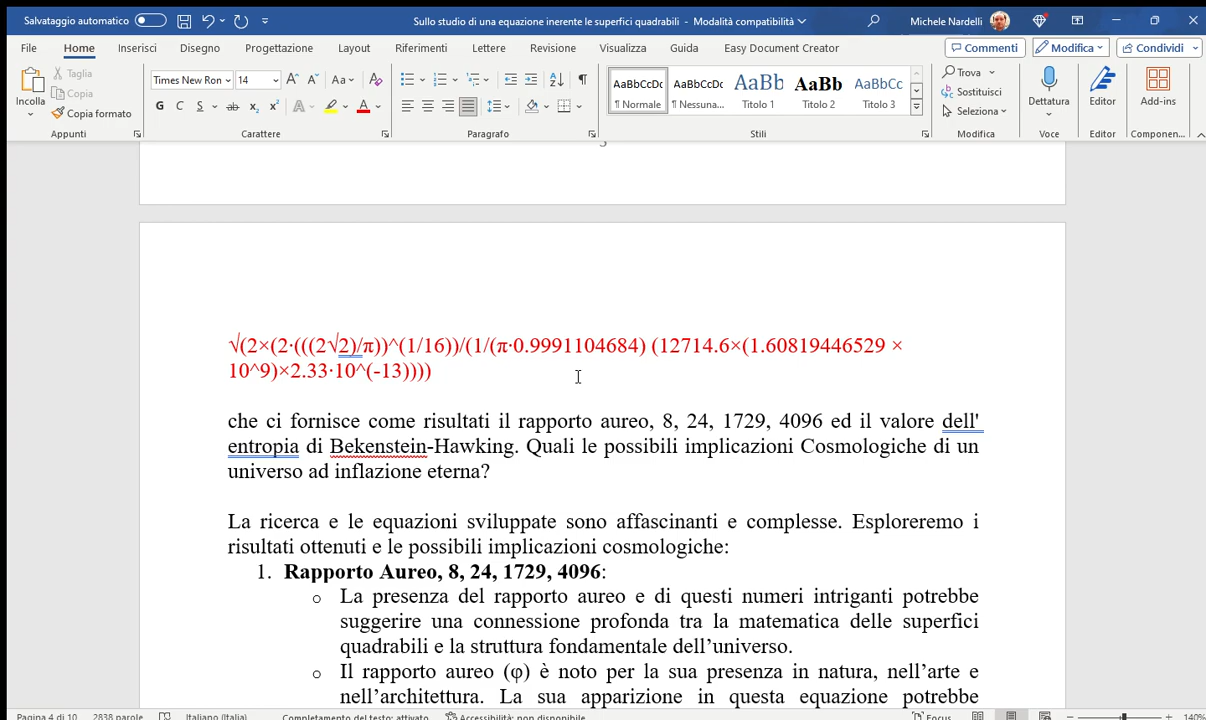 Salvataggio automatico
Sullo studio di una equazione inerente le superfici quadrabili - Modalità compatibilità
Michele Nardelli
File Home Inserisci Disegno Progettazione Layout Riferimenti Lettere Revisione Visualizza Guida Easy Document Creator
Commenti Modifica Condividi
Incolla
Taglia
Copia
Copia formato
Appunti
Times New Ron 14
Carattere
Paragrafo
AaBbCcDc AaBbCcDc AaBb AaBb AaBbCc
¶ Normale ¶ Nessuna... Titolo 1 Titolo 2 Titolo 3
Stili
Trova
Sostituisci
Seleziona
Modifica
Dettatura
Voce
Editor
Editor
Add-ins
Componen...
√(2×(2·(((2√2)/π))^(1/16))/(1/(π·0.9991104684) (12714.6×(1.60819446529 ×
10^9)×2.33·10^(-13))))
che ci fornisce come risultati il rapporto aureo, 8, 24, 1729, 4096 ed il valore dell'
entropia di Bekenstein-Hawking. Quali le possibili implicazioni Cosmologiche di un
universo ad inflazione eterna?
La ricerca e le equazioni sviluppate sono affascinanti e complesse. Esploreremo i
risultati ottenuti e le possibili implicazioni cosmologiche:
1. Rapporto Aureo, 8, 24, 1729, 4096:
o La presenza del rapporto aureo e di questi numeri intriganti potrebbe
suggerire una connessione profonda tra la matematica delle superfici
quadrabili e la struttura fondamentale dell’universo.
o Il rapporto aureo (φ) è noto per la sua presenza in natura, nell’arte e
nell’architettura. La sua apparizione in questa equazione potrebbe
Pagina 4 di 10 2838 parole Italiano (Italia) Completamento del testo: attivato Accessibilità: non disponibile Focus 140%